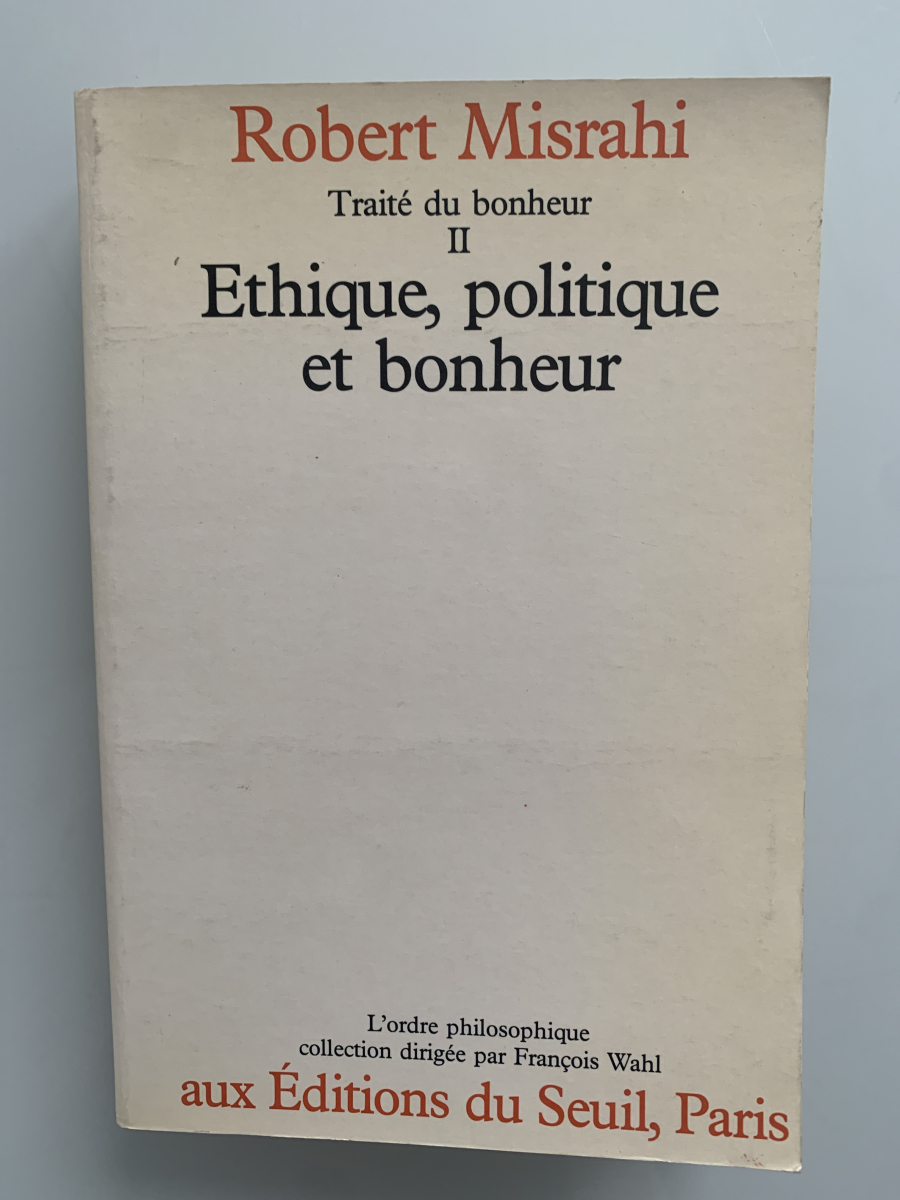 Robert Misrahi
Traité du bonheur
II
Ethique, politique
et bonheur
L'ordre philosophique
collection dirigée par François Wahl
aux Éditions du Seuil, Paris